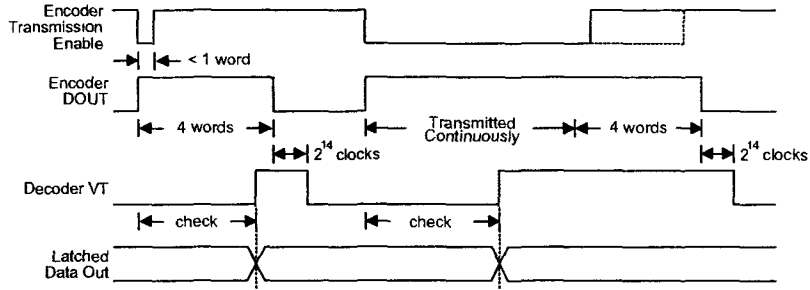 Encoder
Transmission
Enable
< 1 word
Encoder
DOUT
4 words
Transmitted
Continuously
4 words
2^14 clocks
2^14 clocks
Decoder VT
check
check
Latched
Data Out